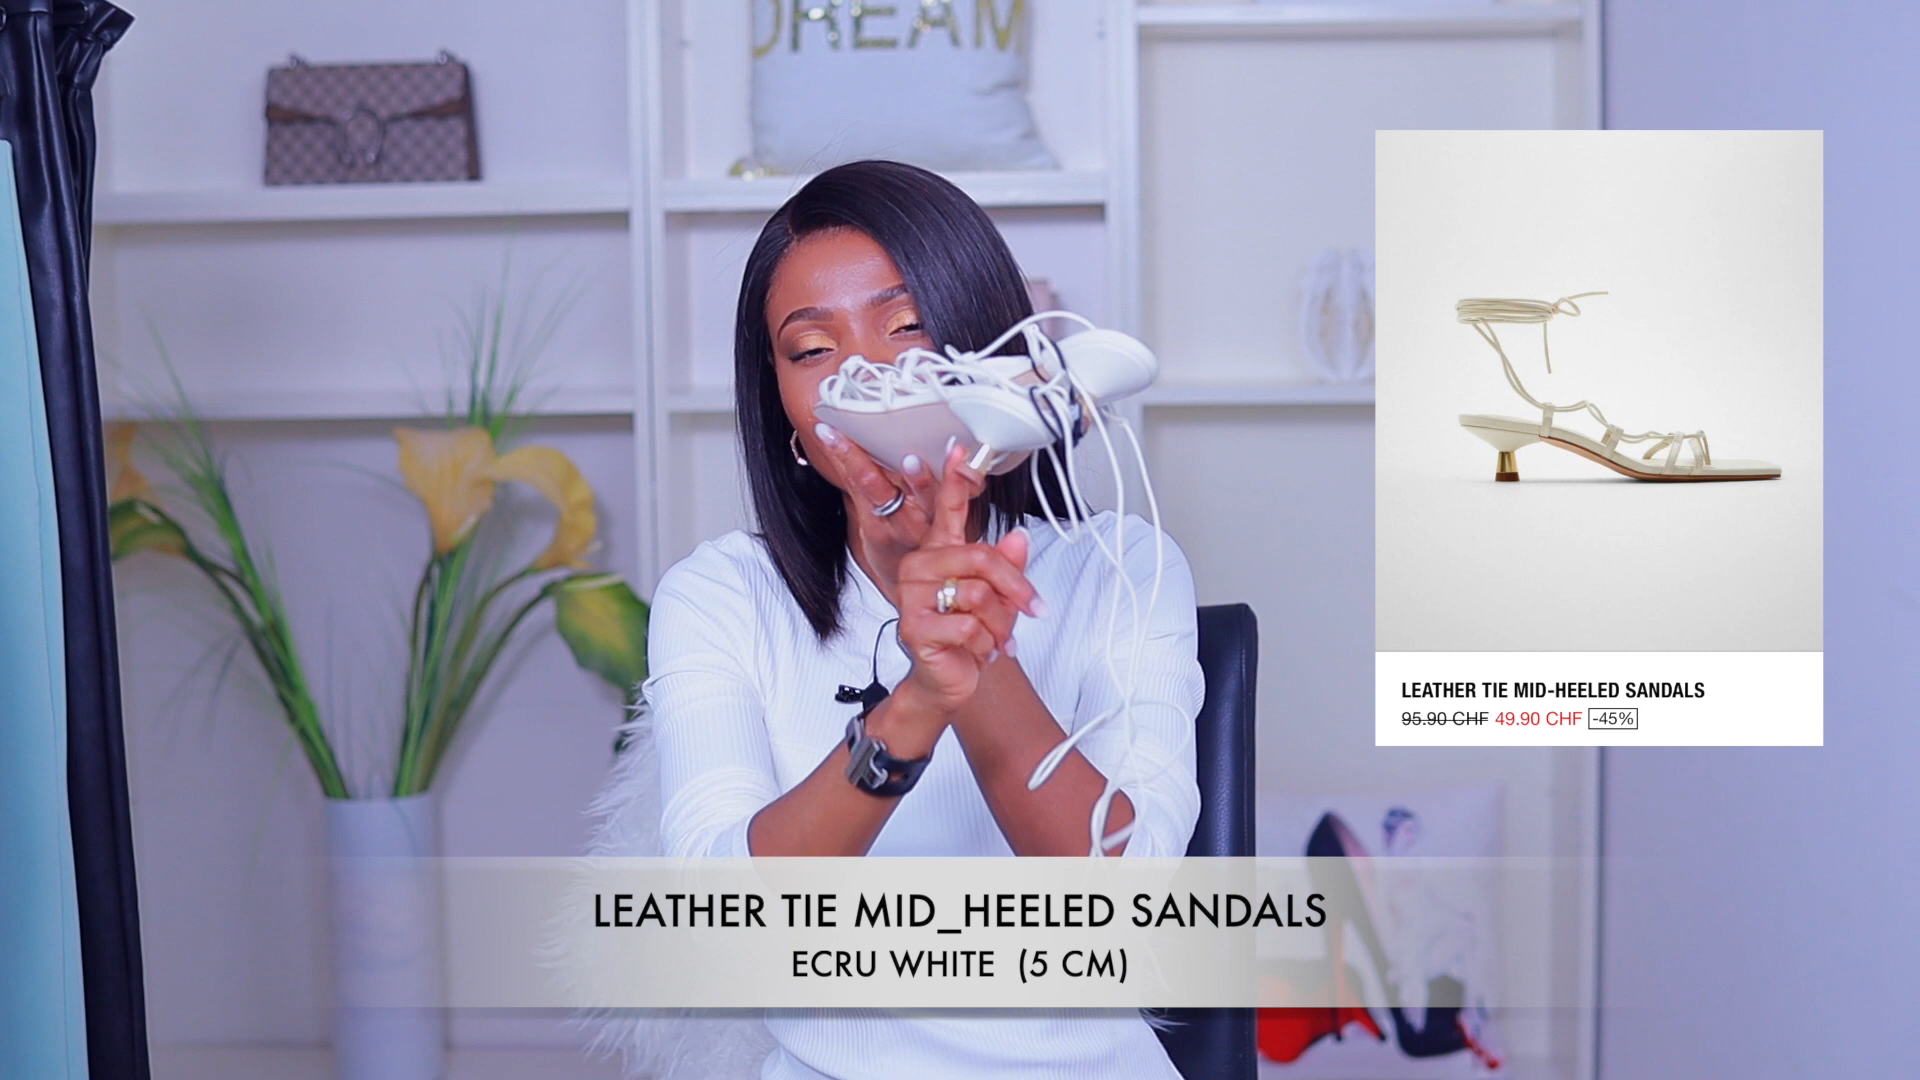 DREAM
LEATHER TIE MID-HEELED SANDALS
95.90 CHF 49.90 CHF -45%
LEATHER TIE MID_HEELED SANDALS
ECRU WHITE (5 CM)